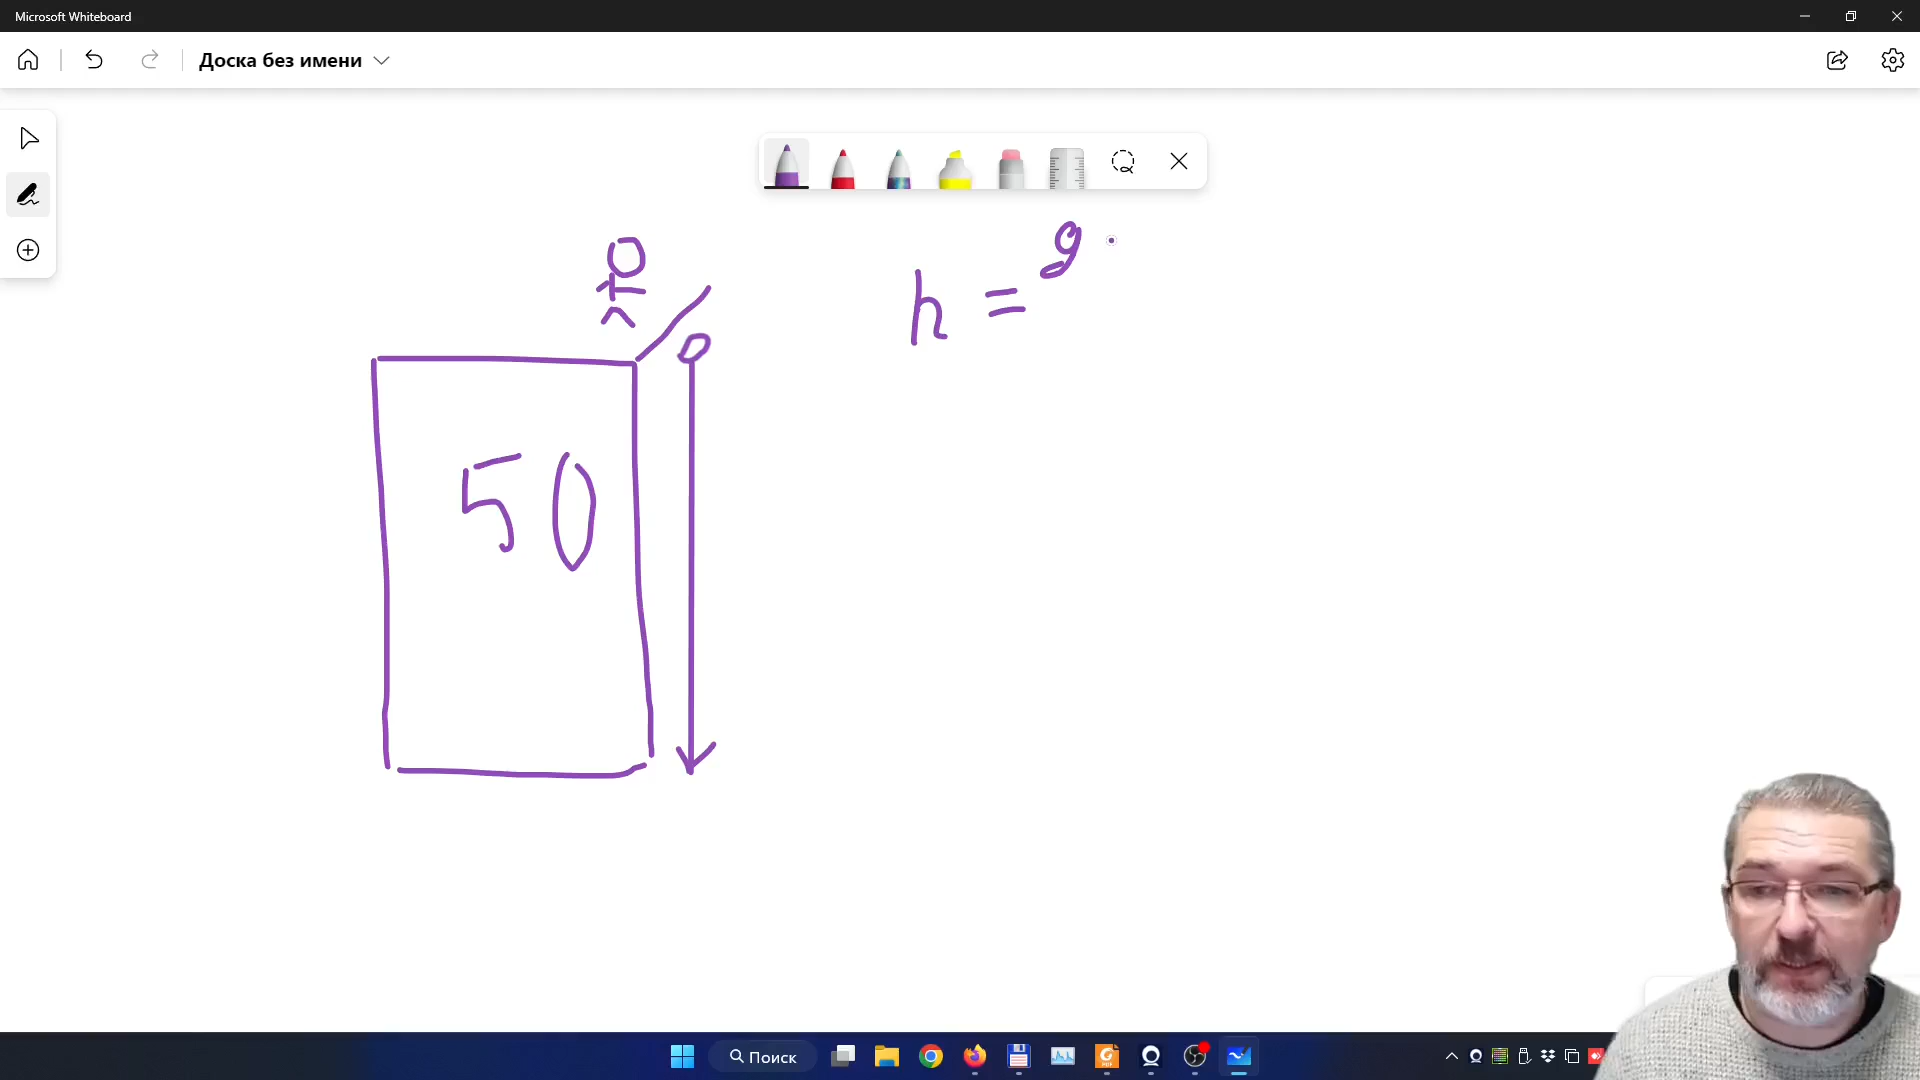 Microsoft Whiteboard
Доска без имени
h = g
50
Поиск